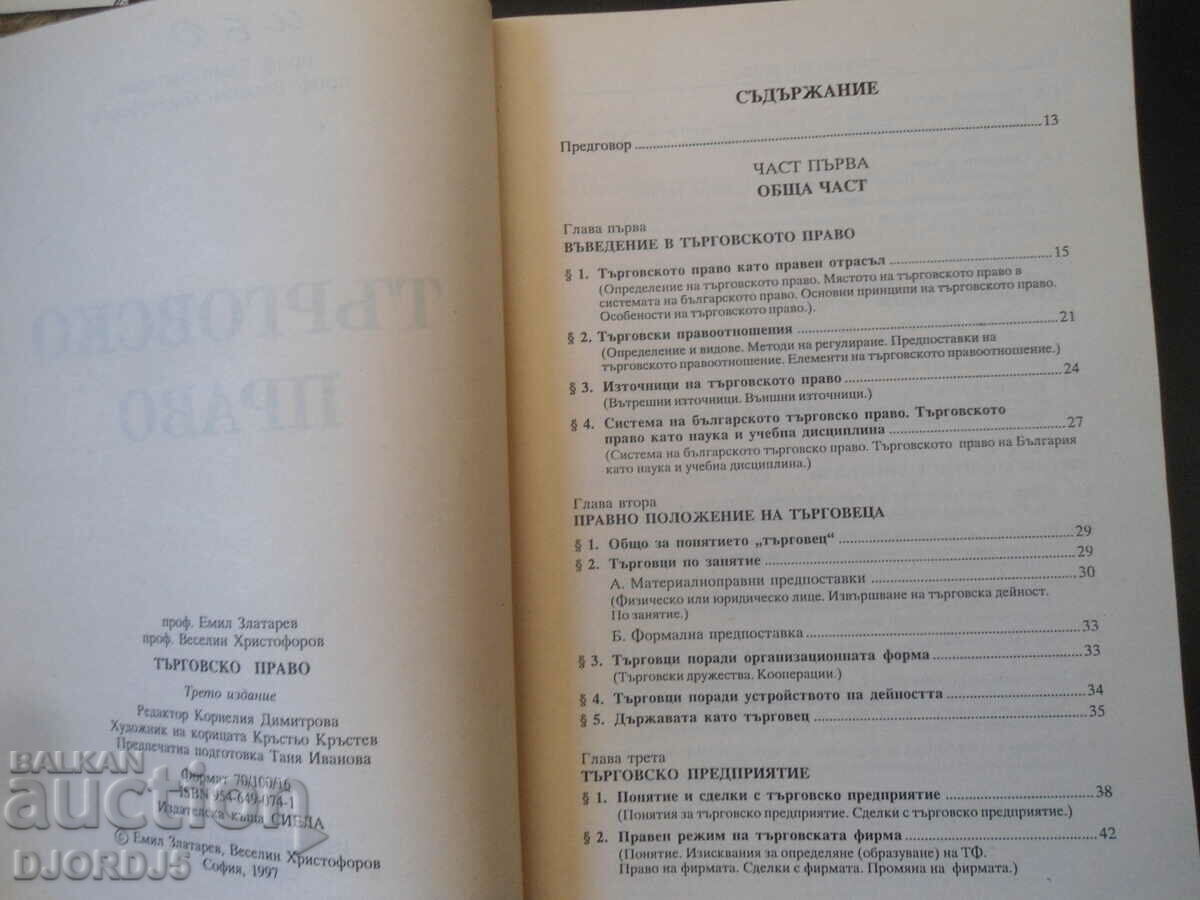 проф. Емил Златарев
проф. Веселин Христофоров
ТЪРГОВСКО ПРАВО
Трето издание
Редактор Корнелия Димитрова
Художник на корицата Кръстьо Кръстев
Предпечатна подготовка Таня Иванова
Формат 70/100/16
ISBN 954-649-074-1
Издателска къща СИЕЛА
© Емил Златарев, Веселин Христофоров
София, 1997
BALKAN
auction
DJORDJ5
СЪДЪРЖАНИЕ
Предговор 13
ЧАСТ ПЪРВА
ОБЩА ЧАСТ
Глава първа
ВЪВЕДЕНИЕ В ТЪРГОВСКОТО ПРАВО
§ 1. Търговското право като правен отрасъл 15
(Определение на търговското право. Мястото на търговското право в
системата на българското право. Основни принципи на търговското право.
Особености на търговското право.)
§ 2. Търговски правоотношения 21
(Определение и видове. Методи на регулиране. Предпоставки на
търговското правоотношение. Елементи на търговското правоотношение.)
§ 3. Източници на търговското право 24
(Вътрешни източници. Външни източници.)
§ 4. Система на българското търговско право. Търговското
право като наука и учебна дисциплина 27
(Система на българското търговско право. Търговското право на България
като наука и учебна дисциплина.)
Глава втора
ПРАВНО ПОЛОЖЕНИЕ НА ТЪРГОВЕЦА
§ 1. Общо за понятието „търговец“ 29
§ 2. Търговци по занятие 29
А. Материалноправни предпоставки 30
(Физическо или юридическо лице. Извършване на търговска дейност.
По занятие.)
Б. Формална предпоставка 33
§ 3. Търговци поради организационната форма 33
(Търговски дружества. Кооперации.)
§ 4. Търговци поради устройството на дейността 34
§ 5. Държавата като търговец 35
Глава трета
ТЪРГОВСКО ПРЕДПРИЯТИЕ
§ 1. Понятие и сделки с търговско предприятие 38
(Понятия за търговско предприятие. Сделки с търговско предприятие.)
§ 2. Правен режим на търговската фирма 42
(Понятие. Изисквания за определяне (образуване) на ТФ.
Право на фирмата. Сделки с фирмата. Промяна на фирмата.)